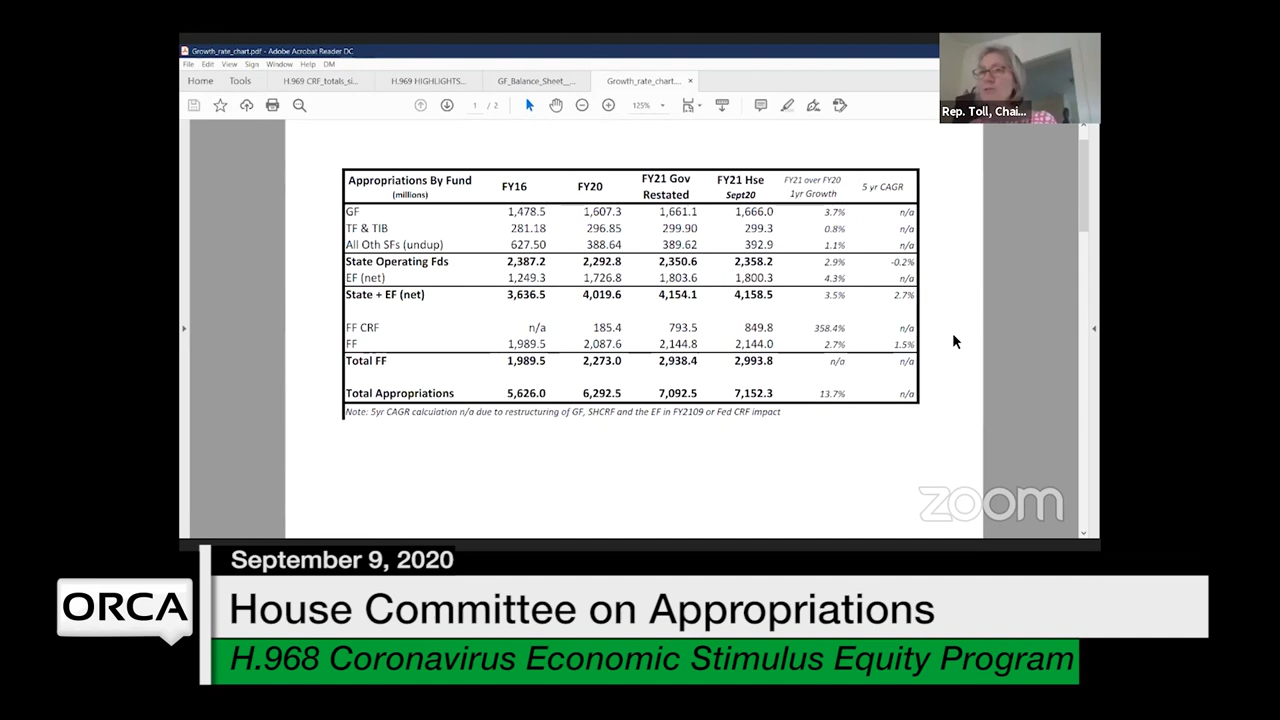 Growth_rate_chart.pdf - Adobe Acrobat Reader DC
File Edit View Sign Window Help DM
Home Tools H.969 CRF_totals_si... H.969 HIGHLIGHTS... GF_Balance_Sheet__... Growth_rate_chart.... ×
1 / 2 125%
Rep. Toll, Chai...
Appropriations By Fund FY16 FY20 FY21 Gov FY21 Hse FY21 over FY20 5 yr CAGR
(millions) Restated Sept20 1yr Growth
GF 1,478.5 1,607.3 1,661.1 1,666.0 3.7% n/a
TF & TIB 281.18 296.85 299.90 299.3 0.8% n/a
All Oth SFs (undup) 627.50 388.64 389.62 392.9 1.1% n/a
State Operating Fds 2,387.2 2,292.8 2,350.6 2,358.2 2.9% -0.2%
EF (net) 1,249.3 1,726.8 1,803.6 1,800.3 4.3% n/a
State + EF (net) 3,636.5 4,019.6 4,154.1 4,158.5 3.5% 2.7%
FF CRF n/a 185.4 793.5 849.8 358.4% n/a
FF 1,989.5 2,087.6 2,144.8 2,144.0 2.7% 1.5%
Total FF 1,989.5 2,273.0 2,938.4 2,993.8 n/a n/a
Total Appropriations 5,626.0 6,292.5 7,092.5 7,152.3 13.7% n/a
Note: 5yr CAGR calculation n/a due to restructuring of GF, SHCRF and the EF in FY2109 or Fed CRF impact
zoom
September 9, 2020
ORCA
House Committee on Appropriations
H.968 Coronavirus Economic Stimulus Equity Program